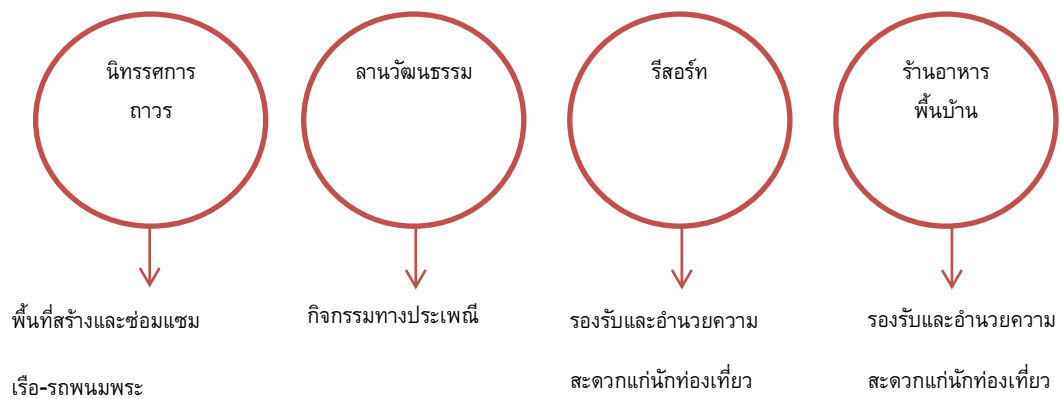 นิทรรศการ
ถาวร
พื้นที่สร้างและซ่อมแซม
เรือ-รถพนมพระ
ลานวัฒนธรรม
กิจกรรมทางประเพณี
รีสอร์ท
รองรับและอำนวยความ
สะดวกแก่นักท่องเที่ยว
ร้านอาหาร
พื้นบ้าน
รองรับและอำนวยความ
สะดวกแก่นักท่องเที่ยว